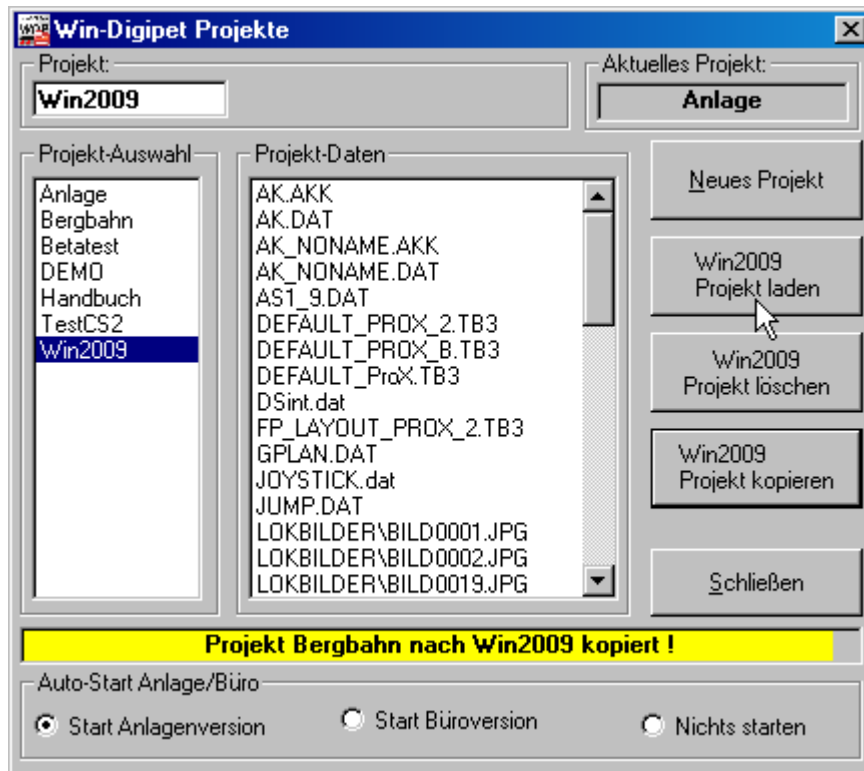 Win-Digipet Projekte
Projekt:
Win2009
Aktuelles Projekt:
Anlage
Projekt-Auswahl
Anlage
Bergbahn
Betatest
DEMO
Handbuch
TestCS2
Win2009
Projekt-Daten
AK.AKK
AK.DAT
AK_NONAME.AKK
AK_NONAME.DAT
AS1_9.DAT
DEFAULT_PROX_2.TB3
DEFAULT_PROX_B.TB3
DEFAULT_ProX.TB3
DSint.dat
FP_LAYOUT_PROX_2.TB3
GPLAN.DAT
JOYSTICK.dat
JUMP.DAT
LOKBILDER\BILD0001.JPG
LOKBILDER\BILD0002.JPG
LOKBILDER\BILD0019.JPG
Neues Projekt
Win2009
Projekt laden
Win2009
Projekt löschen
Win2009
Projekt kopieren
Schließen
Projekt Bergbahn nach Win2009 kopiert !
Auto-Start Anlage/Büro
Start Anlagenversion
Start Büroversion
Nichts starten